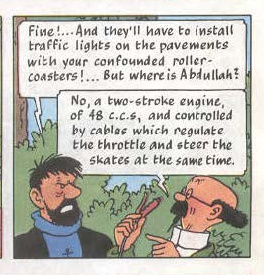 Fine!...And they'll have to install
traffic lights on the pavements
with your confounded roller-
coasters!... But where is Abdullah?
No, a two-stroke engine,
of 48 c.c.s, and controlled
by cables which regulate
the throttle and steer the
skates at the same time.